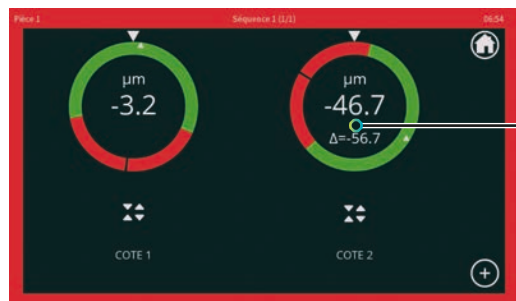 Pièce 1 Séquence 1 (1/1) 06:54
µm µm
-3.2 -46.7
Δ=-56.7
COTE 1 COTE 2